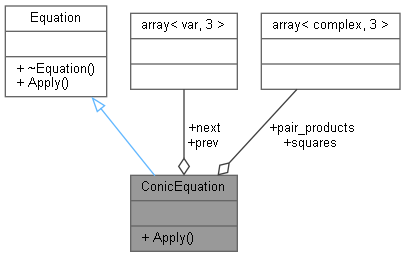 Equation
+ ~Equation()
+ Apply()
array< var, 3 >
array< complex, 3 >
+next
+prev
+pair_products
+squares
ConicEquation
+ Apply()